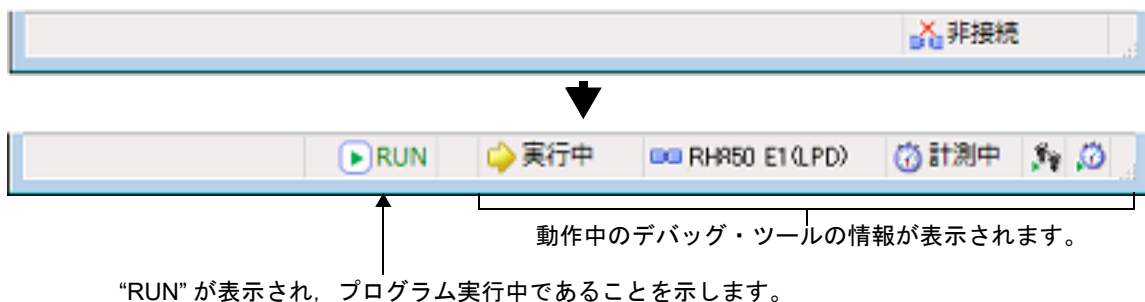 非接続
RUN 実行中 RH850 E1(LPD) 計測中
動作中のデバッグ・ツールの情報が表示されます。
“RUN” が表示され，プログラム実行中であることを示します。